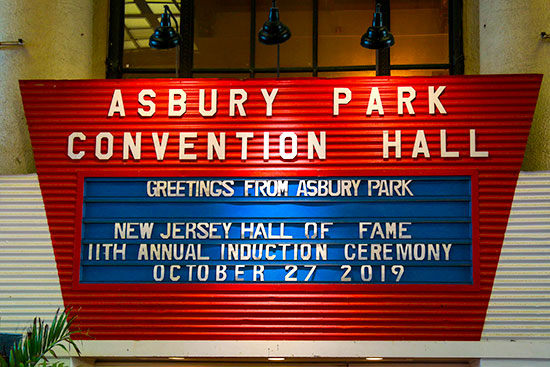 ASBURY PARK
CONVENTION HALL
GREETINGS FROM ASBURY PARK
NEW JERSEY HALL OF FAME
11TH ANNUAL INDUCTION CEREMONY
OCTOBER 27 2019